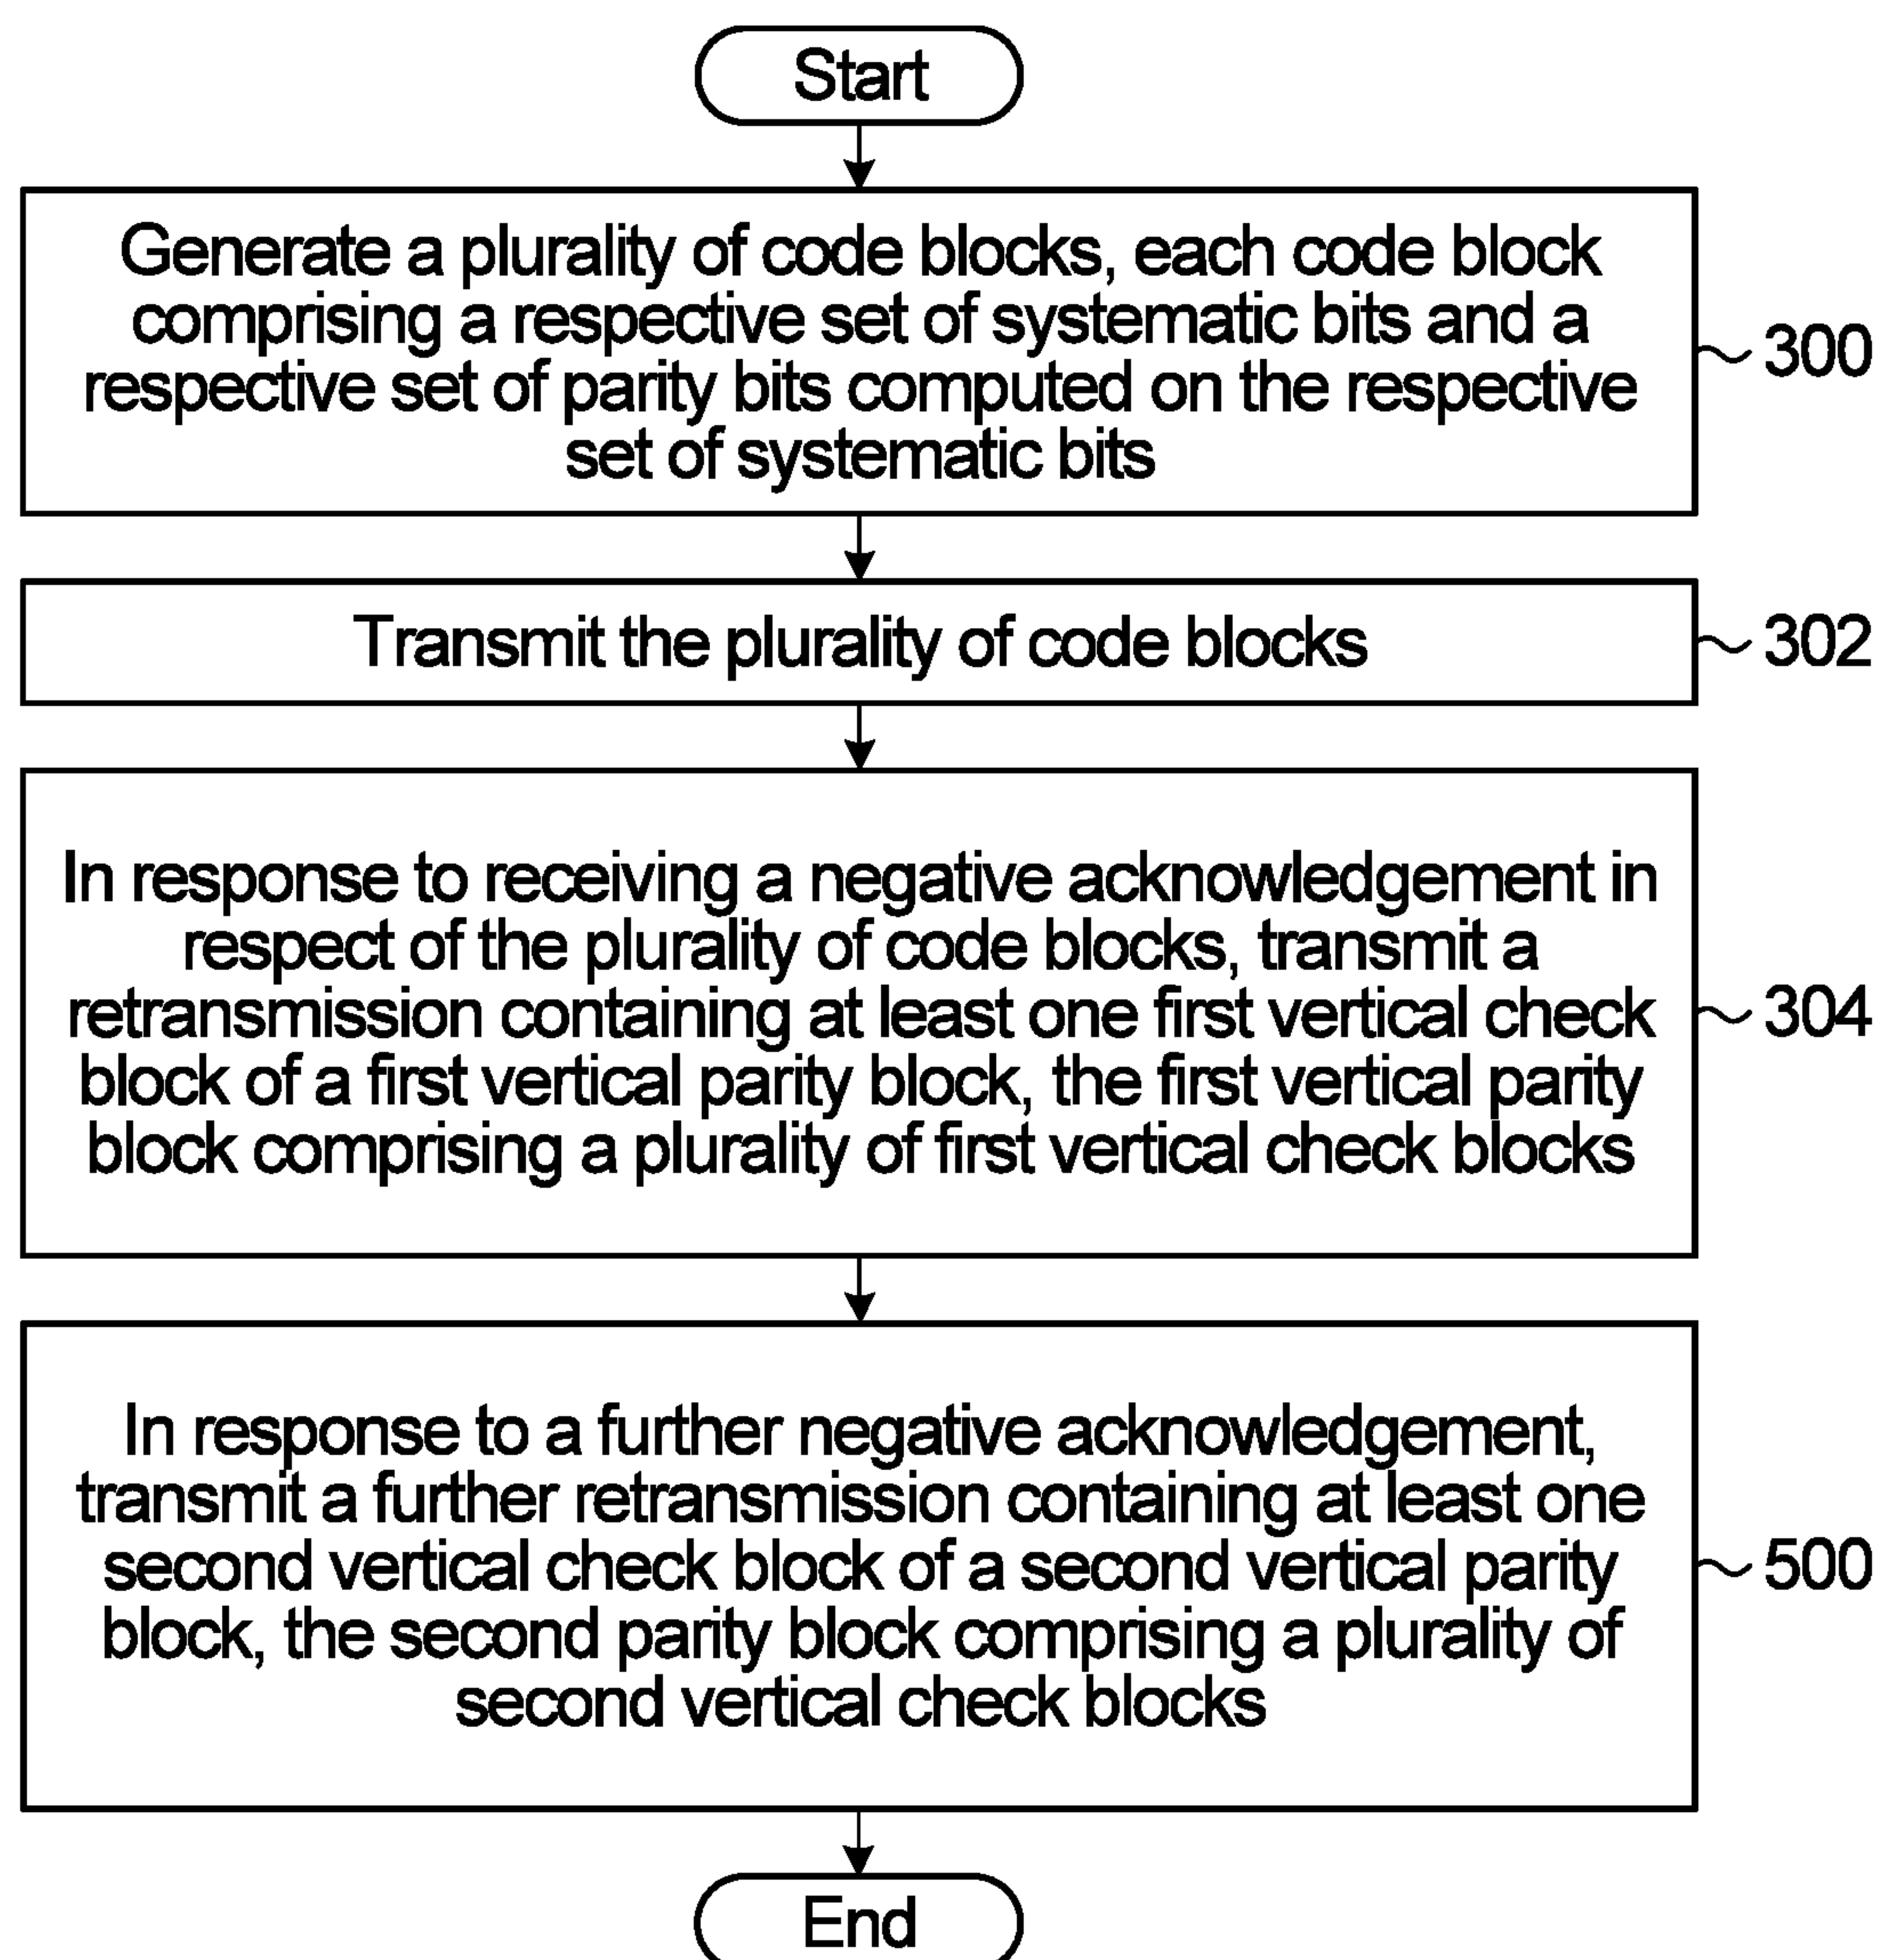 Start
Generate a plurality of code blocks, each code block
comprising a respective set of systematic bits and a
respective set of parity bits computed on the respective
set of systematic bits
300
Transmit the plurality of code blocks
302
In response to receiving a negative acknowledgement in
respect of the plurality of code blocks, transmit a
retransmission containing at least one first vertical check
block of a first vertical parity block, the first vertical parity
block comprising a plurality of first vertical check blocks
304
In response to a further negative acknowledgement,
transmit a further retransmission containing at least one
second vertical check block of a second vertical parity
block, the second parity block comprising a plurality of
second vertical check blocks
500
End